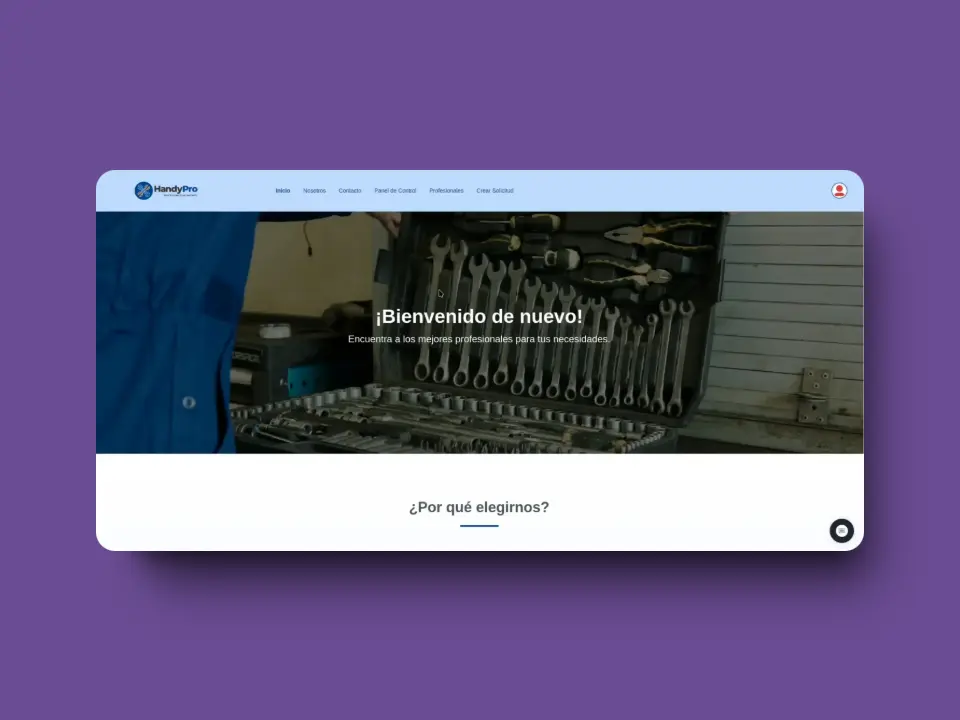 HandyPro
Inicio
Nosotros
Contacto
Panel de Control
Profesionales
Crear Solicitud
¡Bienvenido de nuevo!
Encuentra a los mejores profesionales para tus necesidades.
¿Por qué elegirnos?